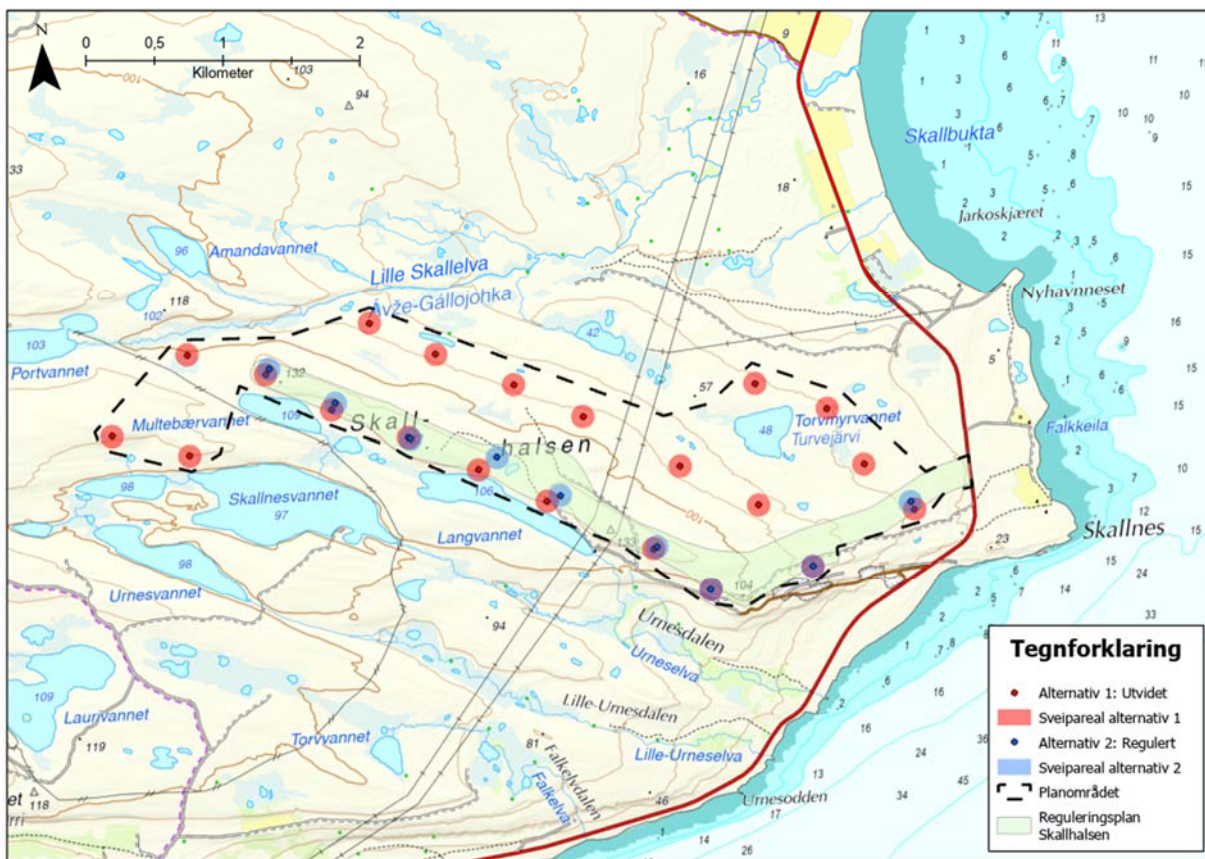 N
0 0,5 1 2
Kilometer
103
100
94
33
9
16
18
Skallbukta
Jarkoskjæret
Nyhavnneset
96
Amandavannet
Lille Skallelva
Ávže-Gállojohka
118
102
103
Portvannet
42
5
132
57
Multebærvannet
109
Skall-
halsen
Torvmyrvannet
Turvejärvi
48
Falkkeila
98
Skallnesvannet
97
106
100
Langvannet
133
Skallnes
23
98
Urnesvannet
104
94
Urnesdalen
Urneselva
Lille-Urnesdalen
109
Laurivannet
119
Torvvannet
81
Falkelvdalen
Falkelva
Lille-Urneselva
46
Urnesodden
118
Tegnforklaring
Alternativ 1: Utvidet
Sveipareal alternativ 1
Alternativ 2: Regulert
Sveipareal alternativ 2
Planområdet
Reguleringsplan
Skallhalsen